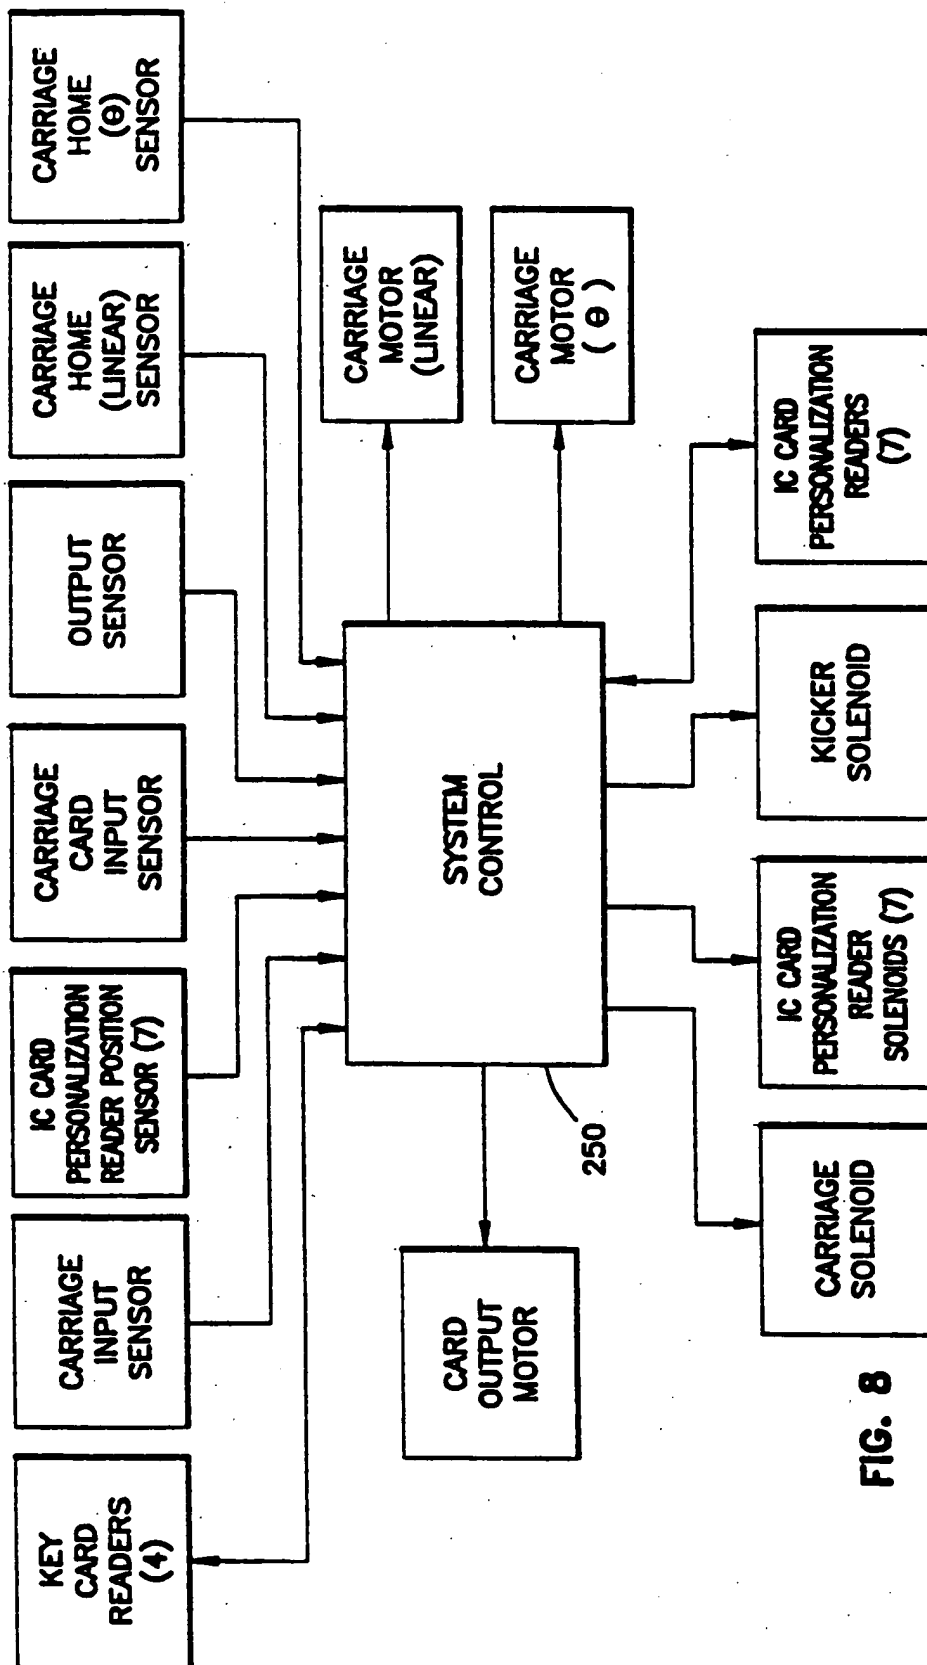 KEY
CARD
READERS
(4)
CARRIAGE
INPUT
SENSOR
IC CARD
PERSONALIZATION
READER POSITION
SENSOR (7)
CARRIAGE
CARD
INPUT
SENSOR
OUTPUT
SENSOR
CARRIAGE
HOME
(LINEAR)
SENSOR
CARRIAGE
HOME
(Θ)
SENSOR
CARD
OUTPUT
MOTOR
SYSTEM
CONTROL
250
CARRIAGE
MOTOR
(LINEAR)
CARRIAGE
MOTOR
( Θ )
CARRIAGE
SOLENOID
IC CARD
PERSONALIZATION
READER
SOLENOIDS (7)
KICKER
SOLENOID
IC CARD
PERSONALIZATION
READERS
(7)
FIG. 8